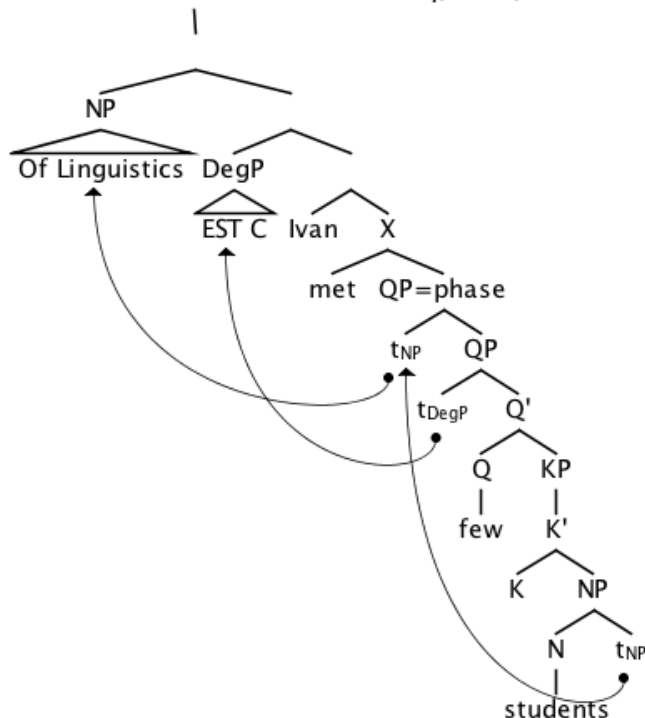 NP
Of Linguistics DegP
EST C Ivan X
met QP=phase
tNP QP
tDegP Q'
Q KP
few K'
K NP
N tNP
students